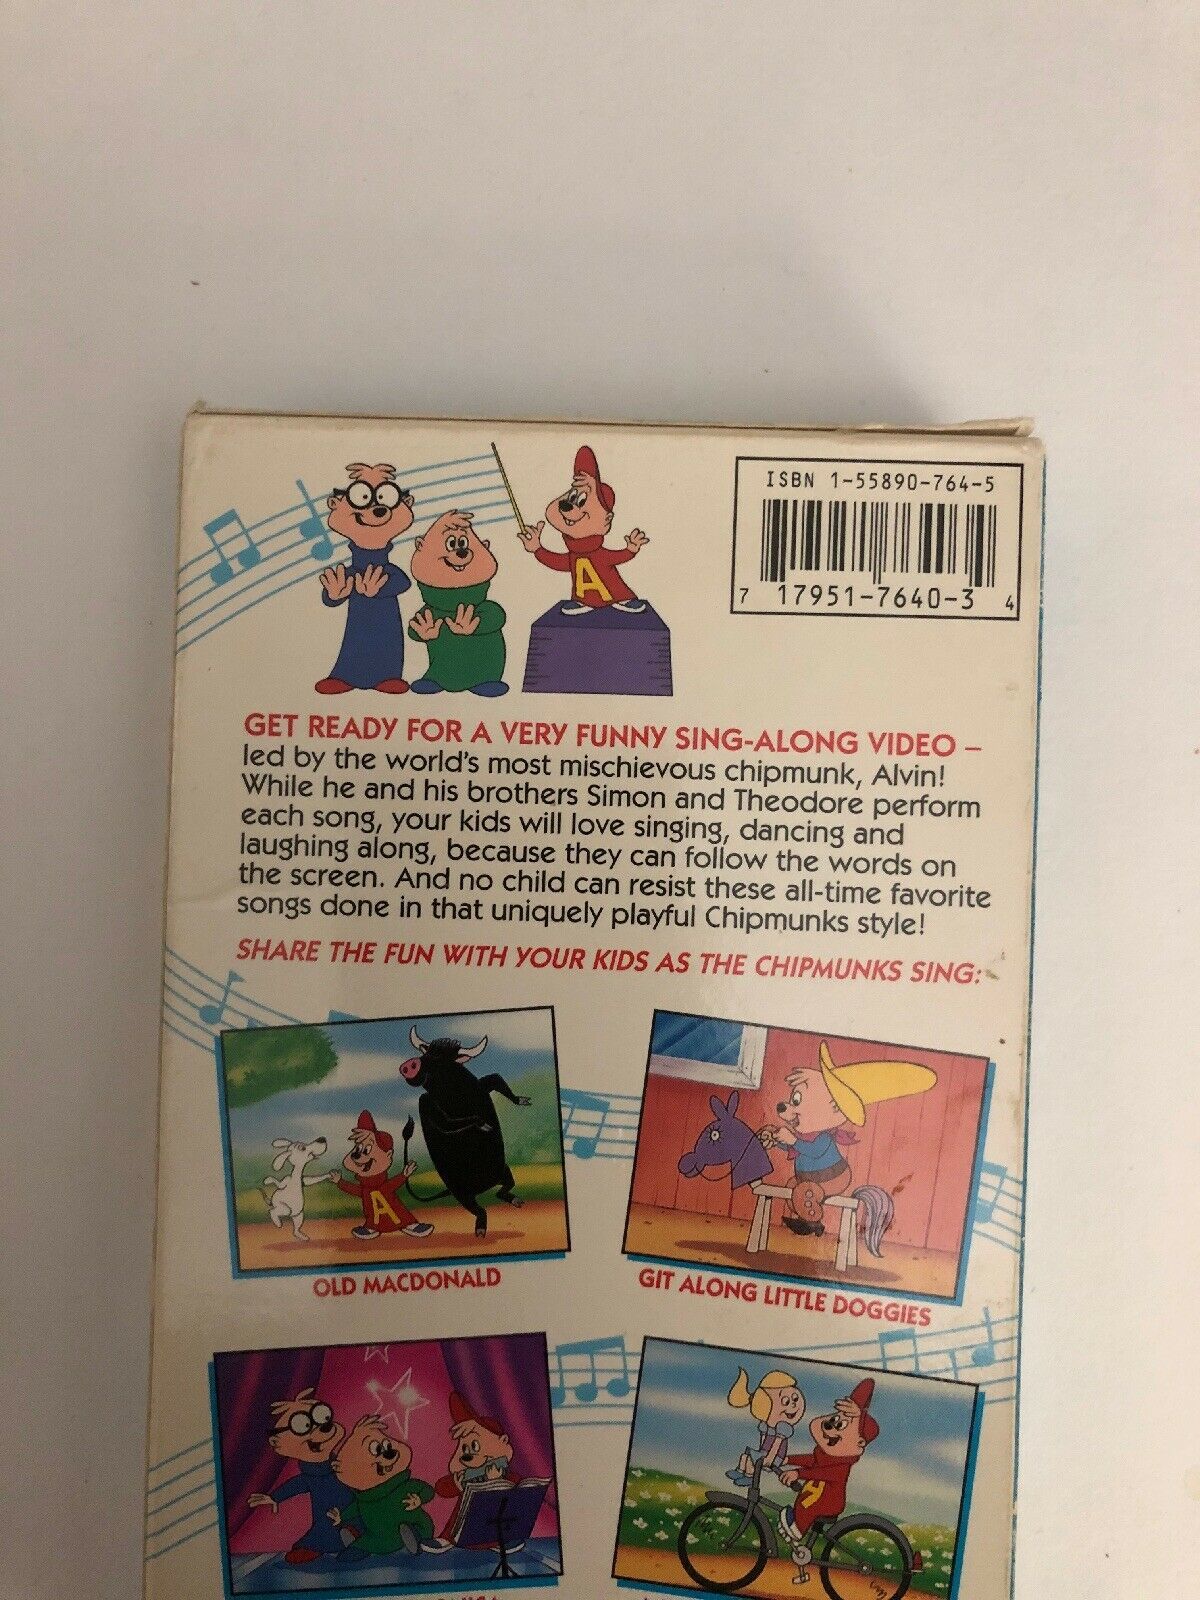 ISBN 1-55890-764-5
7 17951-7640-3 4
A
GET READY FOR A VERY FUNNY SING-ALONG VIDEO –
led by the world's most mischievous chipmunk, Alvin!
While he and his brothers Simon and Theodore perform
each song, your kids will love singing, dancing and
laughing along, because they can follow the words on
the screen. And no child can resist these all-time favorite
songs done in that uniquely playful Chipmunks style!
SHARE THE FUN WITH YOUR KIDS AS THE CHIPMUNKS SING:
A
OLD MACDONALD
GIT ALONG LITTLE DOGGIES